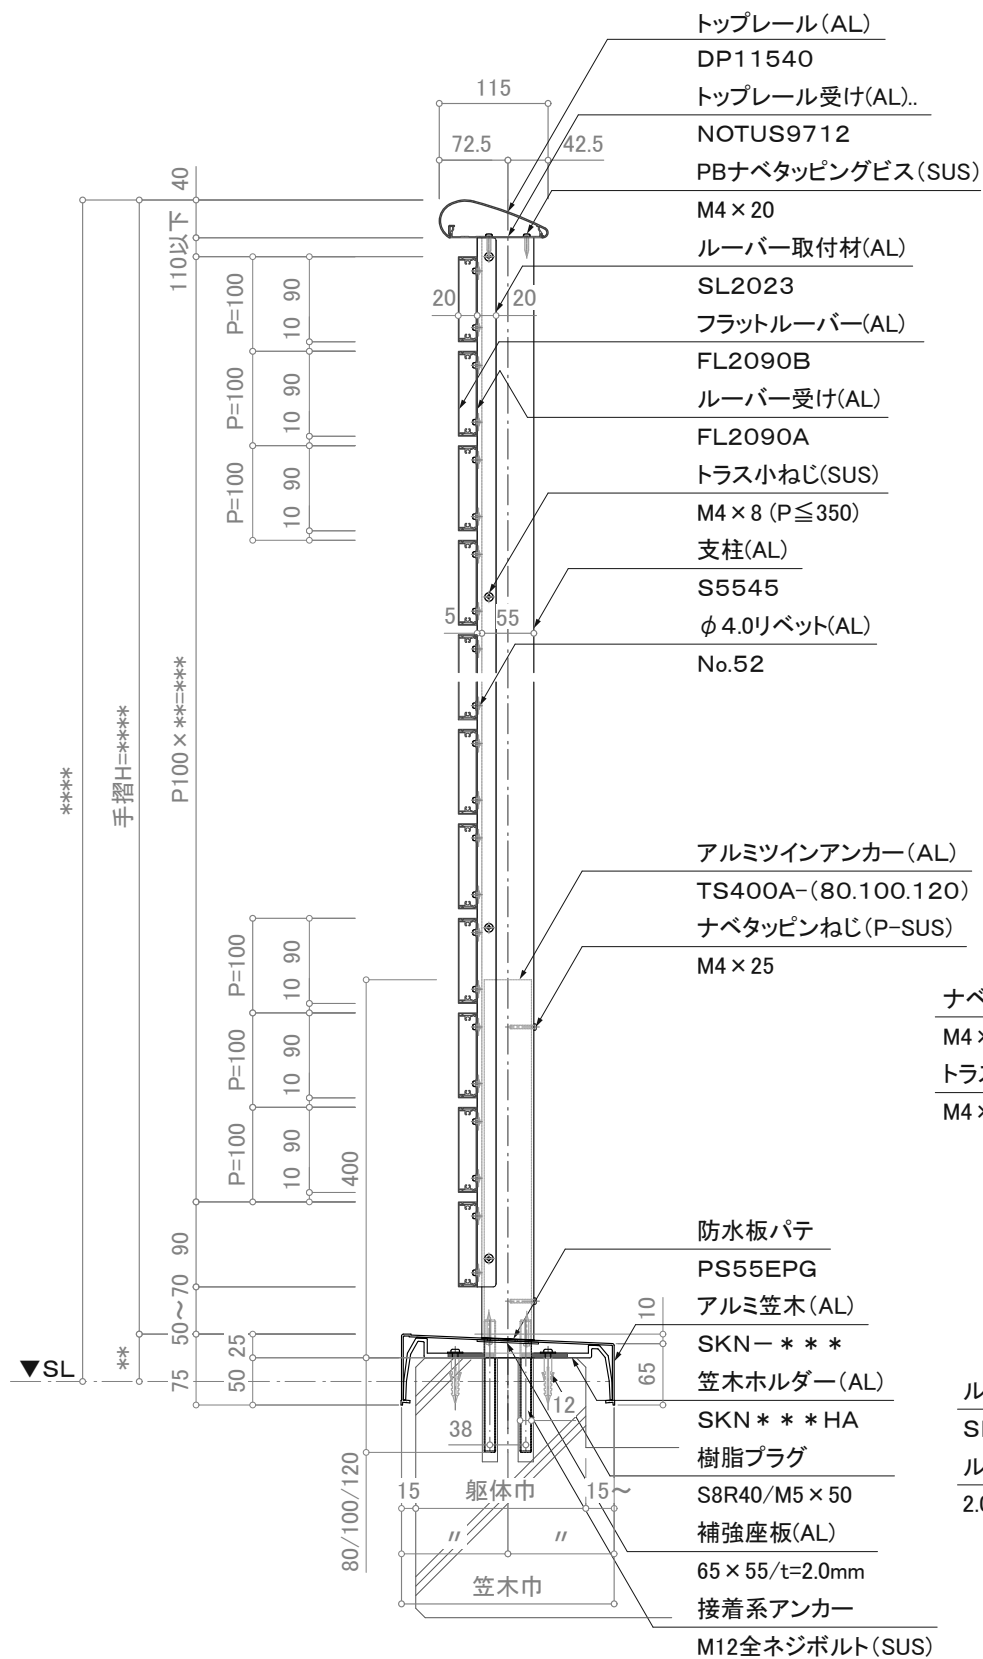 トップレール(AL)
DP11540
トップレール受け(AL)..
NOTUS9712
PBナベタッピングビス(SUS)
M4×20
ルーバー取付材(AL)
SL2023
フラットルーバー(AL)
FL2090B
ルーバー受け(AL)
FL2090A
トラス小ねじ(SUS)
M4×8 (P≦350)
支柱(AL)
S5545
φ4.0リベット(AL)
No.52
アルミツインアンカー(AL)
TS400A-(80.100.120)
ナベタッピンねじ(P-SUS)
M4×25
ナベ
M4×
トラ
M4×
防水板パテ
PS55EPG
アルミ笠木(AL)
SKN-***
笠木ホルダー(AL)
SKN***HA
樹脂プラグ
S8R40/M5×50
補強座板(AL)
65×55/t=2.0mm
接着系アンカー
M12全ネジボルト(SUS)
ル
ル
2.0
115
72.5
42.5
40
110以下
20
20
P=100
10 90
P=100
10 90
P=100
10 90
5
55
****
手摺H=****
P100×**=****
P=100
10 90
P=100
10 90
P=100
10 90
400
90
50~70
25
**
75
50
▼SL
10
65
12
38
80/100/120
15
躯体巾
15~
〃
〃
笠木巾